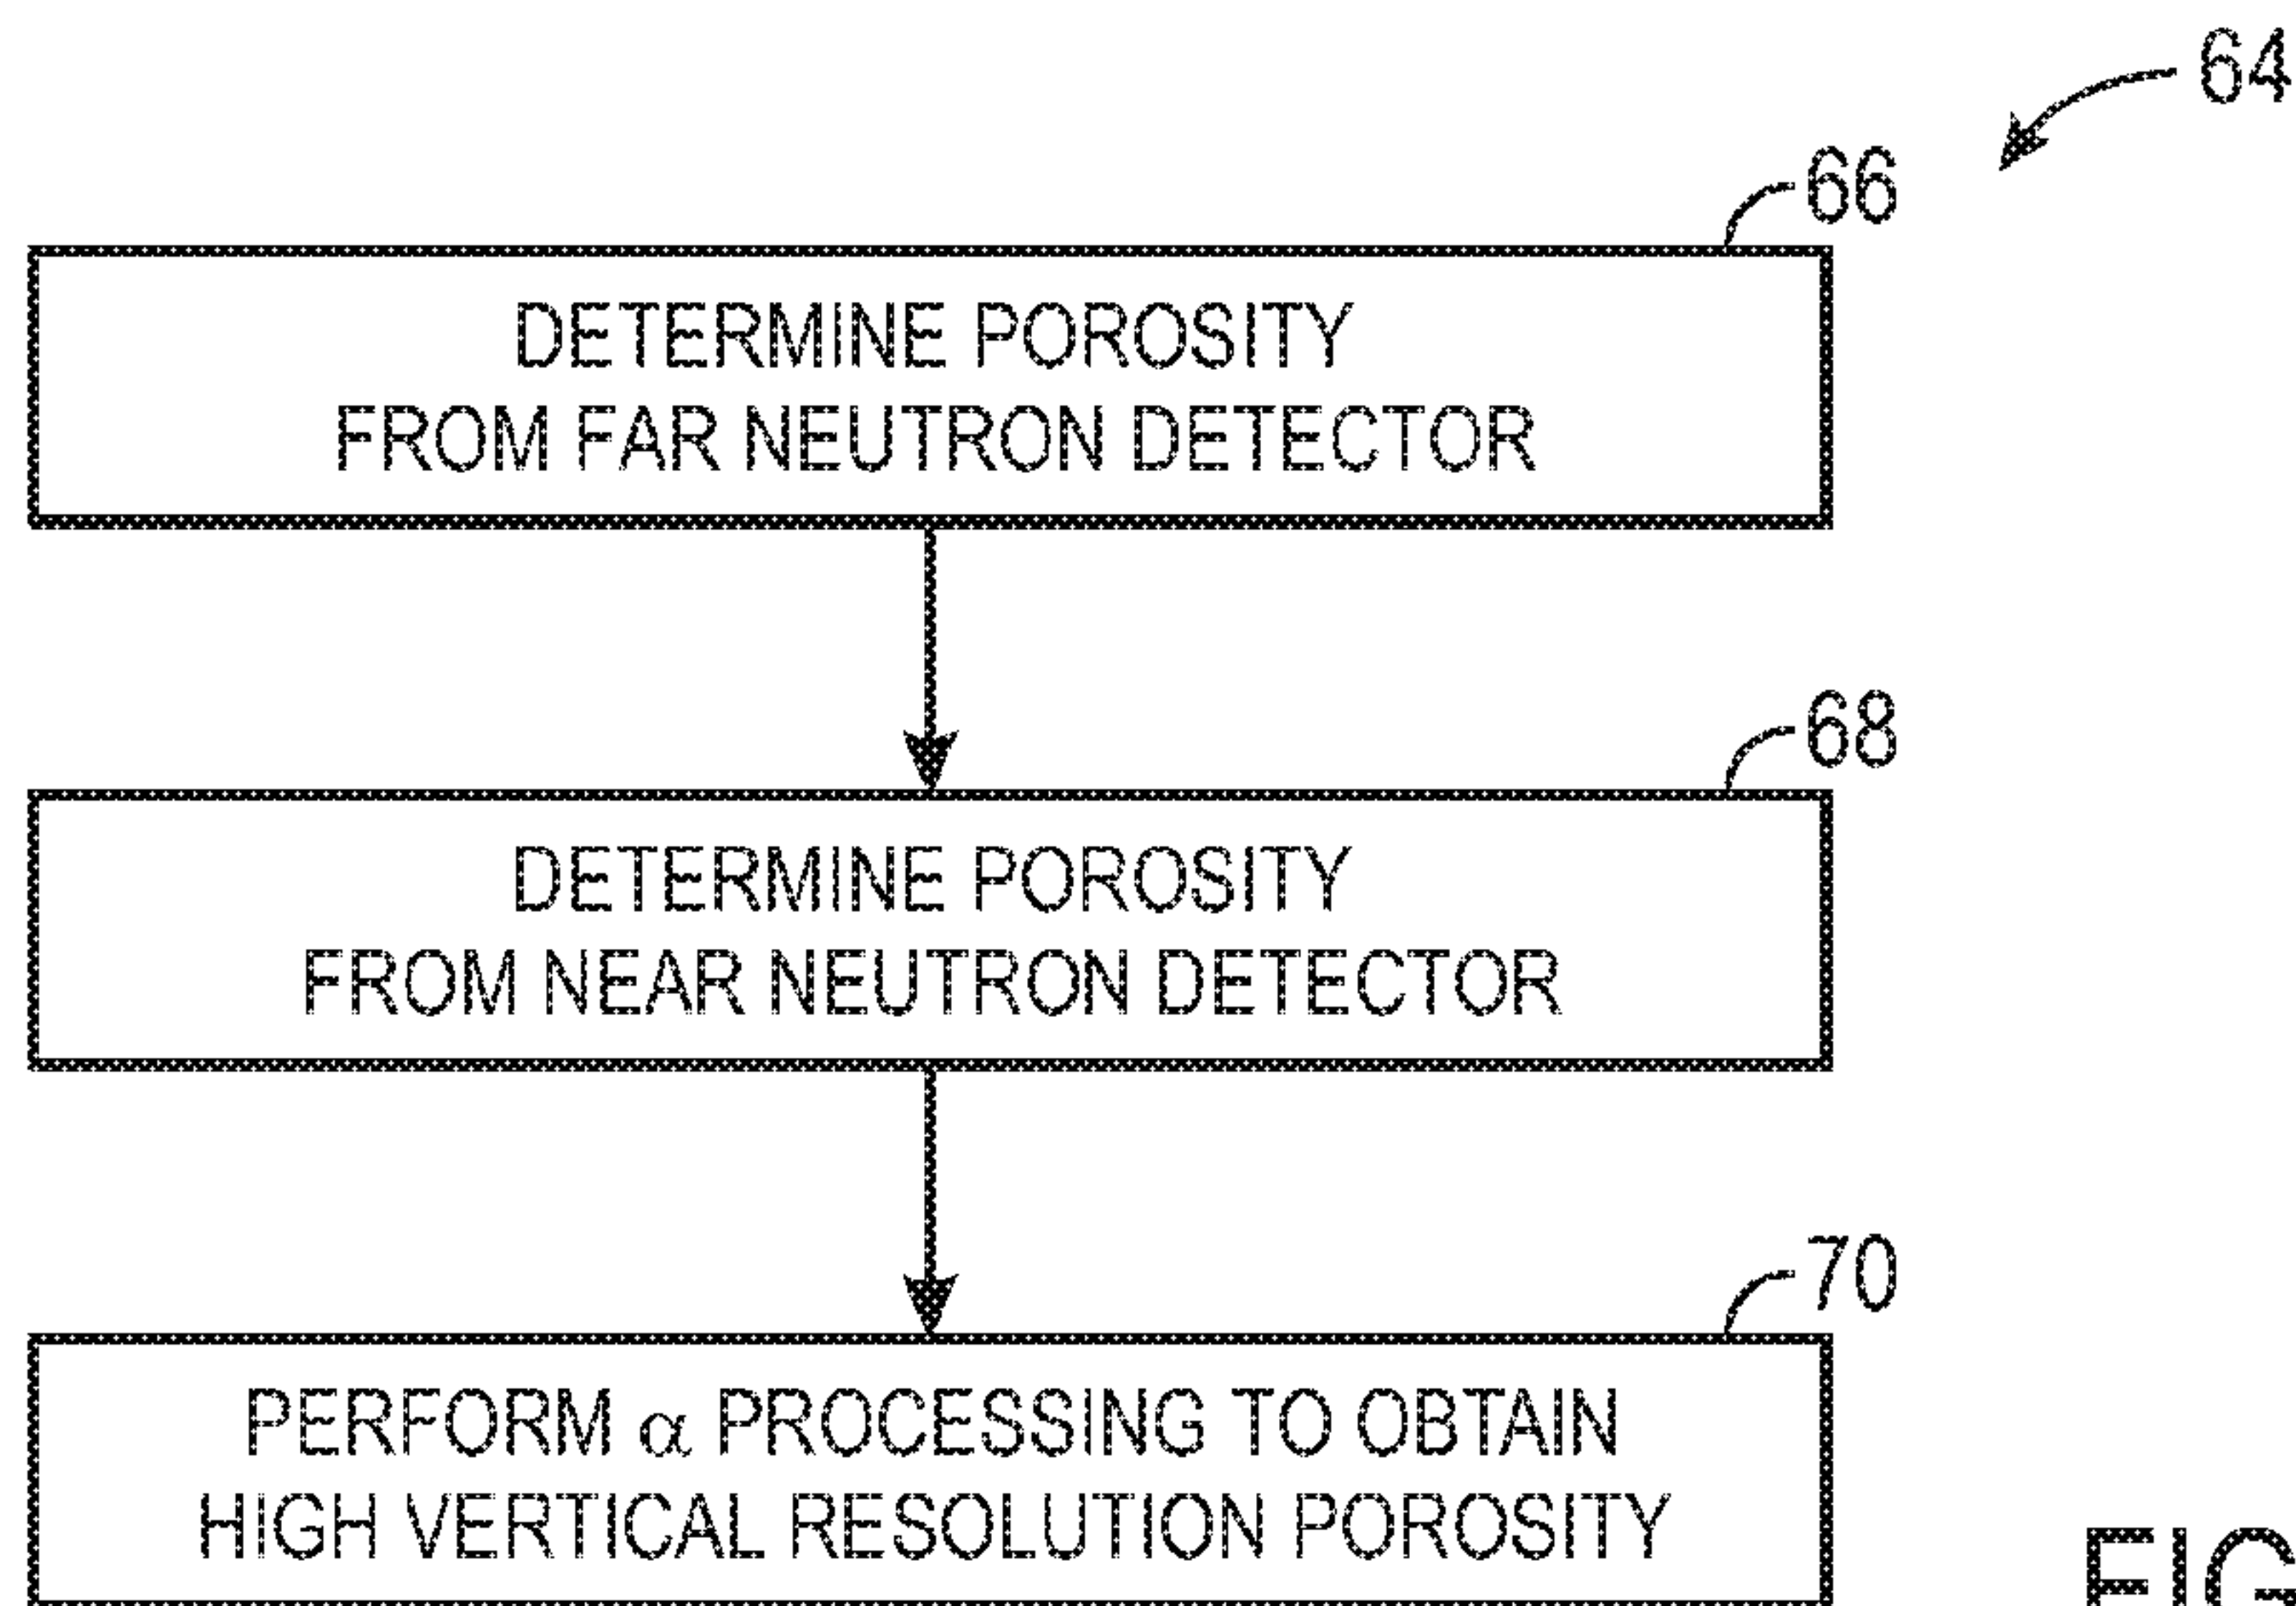 64
66
DETERMINE POROSITY
FROM FAR NEUTRON DETECTOR
68
DETERMINE POROSITY
FROM NEAR NEUTRON DETECTOR
70
PERFORM α PROCESSING TO OBTAIN
HIGH VERTICAL RESOLUTION POROSITY
FIG